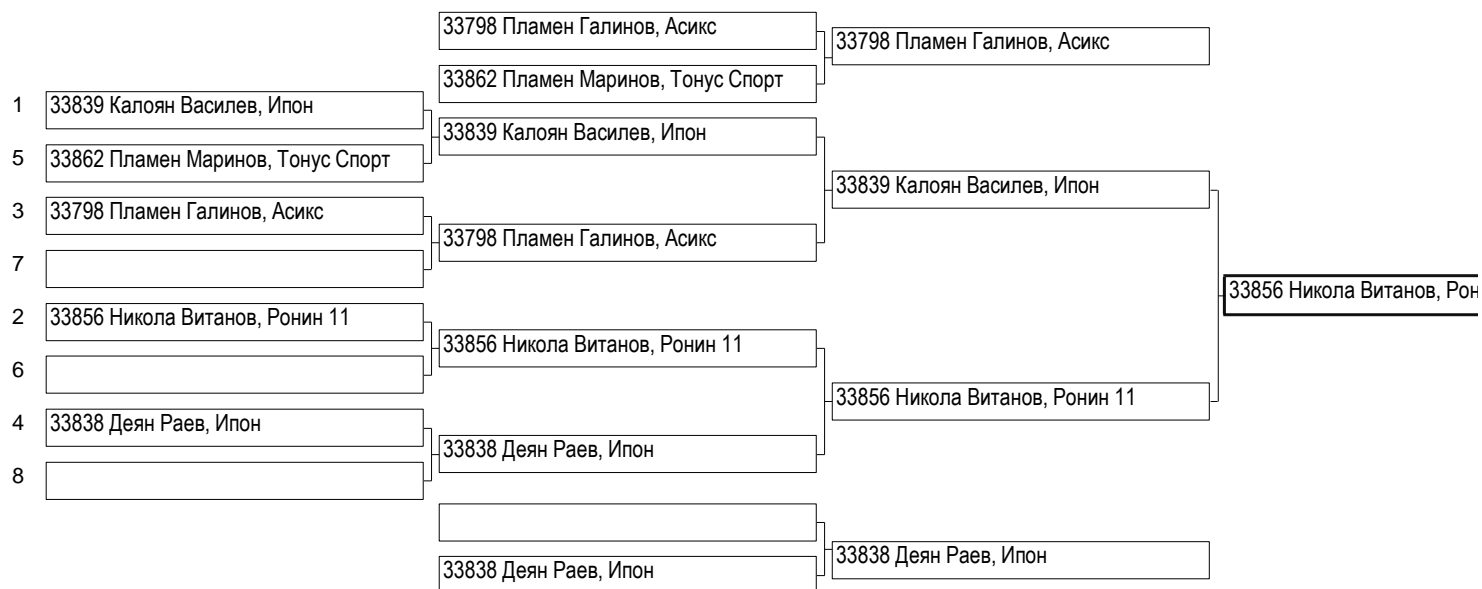 33798 Пламен Галинов, Асикс
33798 Пламен Галинов, Асикс
33862 Пламен Маринов, Тонус Спорт
1 33839 Калоян Василев, Ипон
33839 Калоян Василев, Ипон
5 33862 Пламен Маринов, Тонус Спорт
33839 Калоян Василев, Ипон
3 33798 Пламен Галинов, Асикс
33798 Пламен Галинов, Асикс
7
33856 Никола Витанов, Рон
2 33856 Никола Витанов, Ронин 11
33856 Никола Витанов, Ронин 11
6
33856 Никола Витанов, Ронин 11
4 33838 Деян Раев, Ипон
33838 Деян Раев, Ипон
8
33838 Деян Раев, Ипон
33838 Деян Раев, Ипон